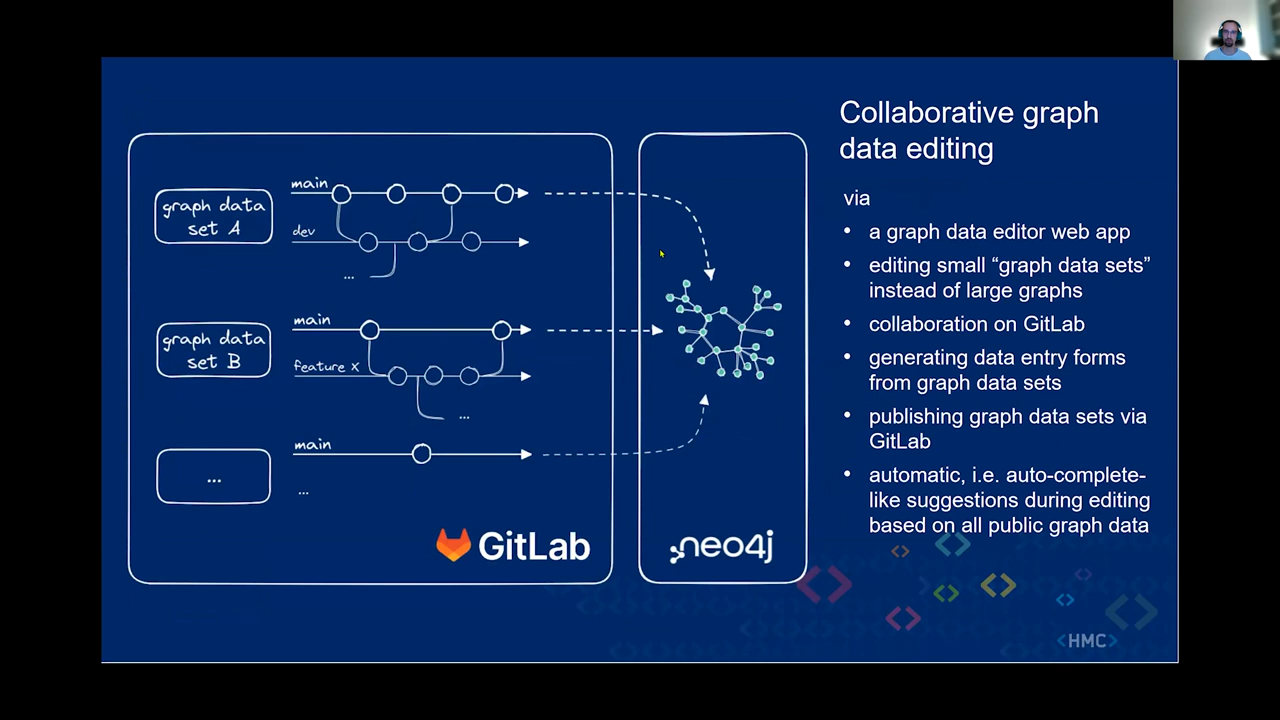 Collaborative graph
data editing
via
• a graph data editor web app
• editing small “graph data sets”
instead of large graphs
• collaboration on GitLab
• generating data entry forms
from graph data sets
• publishing graph data sets via
GitLab
• automatic, i.e. auto-complete-
like suggestions during editing
based on all public graph data
graph data
set A
main
dev
...
graph data
set B
main
feature x
...
...
main
...
GitLab
neo4j
<HMC>